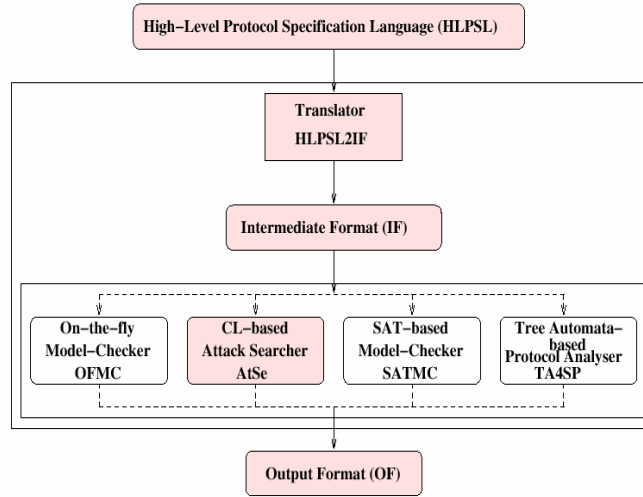 High-Level Protocol Specification Language (HLPSL)
Translator
HLPSL2IF
Intermediate Format (IF)
On-the-fly
Model-Checker
OFMC
CL-based
Attack Searcher
AtSe
SAT-based
Model-Checker
SATMC
Tree Automata-
based
Protocol Analyser
TA4SP
Output Format (OF)